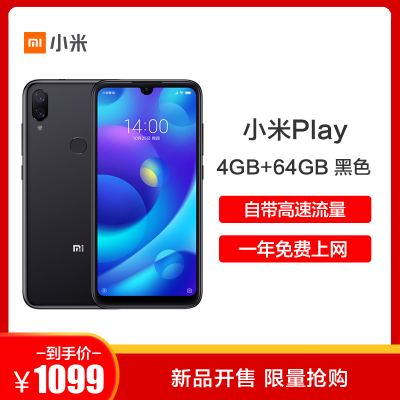 小米
小米Play
4GB+64GB 黑色
自带高速流量
一年免费上网
14:00
mi
到手价
¥1099
新品开售 限量抢购